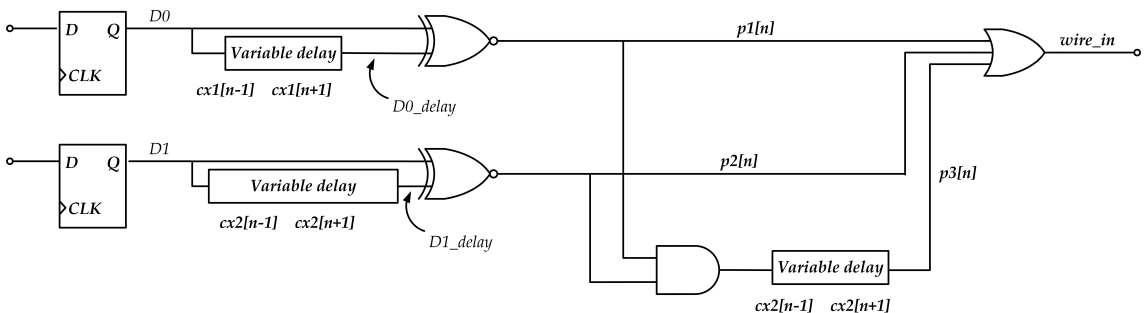 D0
D Q
CLK
Variable delay
cx1[n-1] cx1[n+1]
D0_delay
p1[n]
wire_in
D1
D Q
CLK
Variable delay
cx2[n-1] cx2[n+1]
D1_delay
p2[n]
p3[n]
Variable delay
cx2[n-1] cx2[n+1]